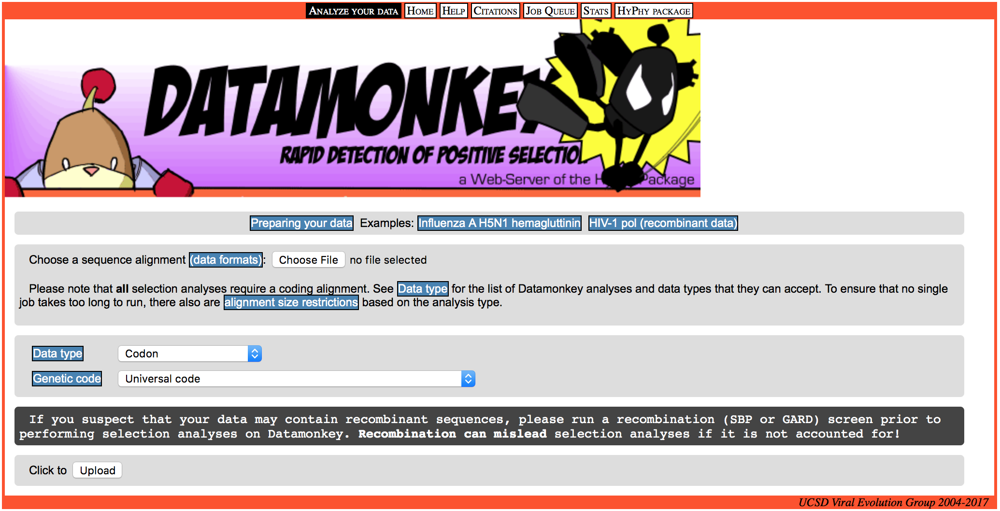 Analyze your data Home Help Citations Job Queue Stats HyPhy package
DATAMONKEY
RAPID DETECTION OF POSITIVE
a Web-Server of the Package
Preparing your data Examples: Influenza A H5N1 hemagluttinin HIV-1 pol (recombinant data)
Choose a sequence alignment (data formats): Choose File no file selected
Please note that all selection analyses require a coding alignment. See Data type for the list of Datamonkey analyses and data types that they can accept. To ensure that no single
job takes too long to run, there also are alignment size restrictions based on the analysis type.
Data type Codon
Genetic code Universal code
If you suspect that your data may contain recombinant sequences, please run a recombination (SBP or GARD) screen prior to
performing selection analyses on Datamonkey. Recombination can mislead selection analyses if it is not accounted for!
Click to Upload
UCSD Viral Evolution Group 2004-2017